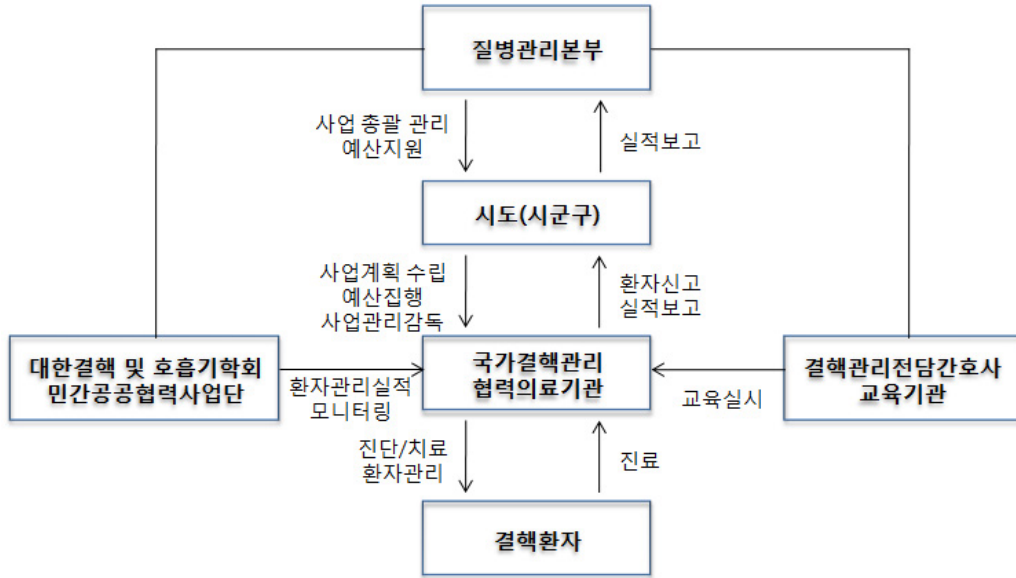 질병관리본부
사업 총괄 관리
예산지원
실적보고
시도(시군구)
사업계획 수립
예산집행
사업관리감독
환자신고
실적보고
대한결핵 및 호흡기학회
민간공공협력사업단
환자관리실적
모니터링
국가결핵관리
협력의료기관
교육실시
결핵관리전담간호사
교육기관
진단/치료
환자관리
진료
결핵환자